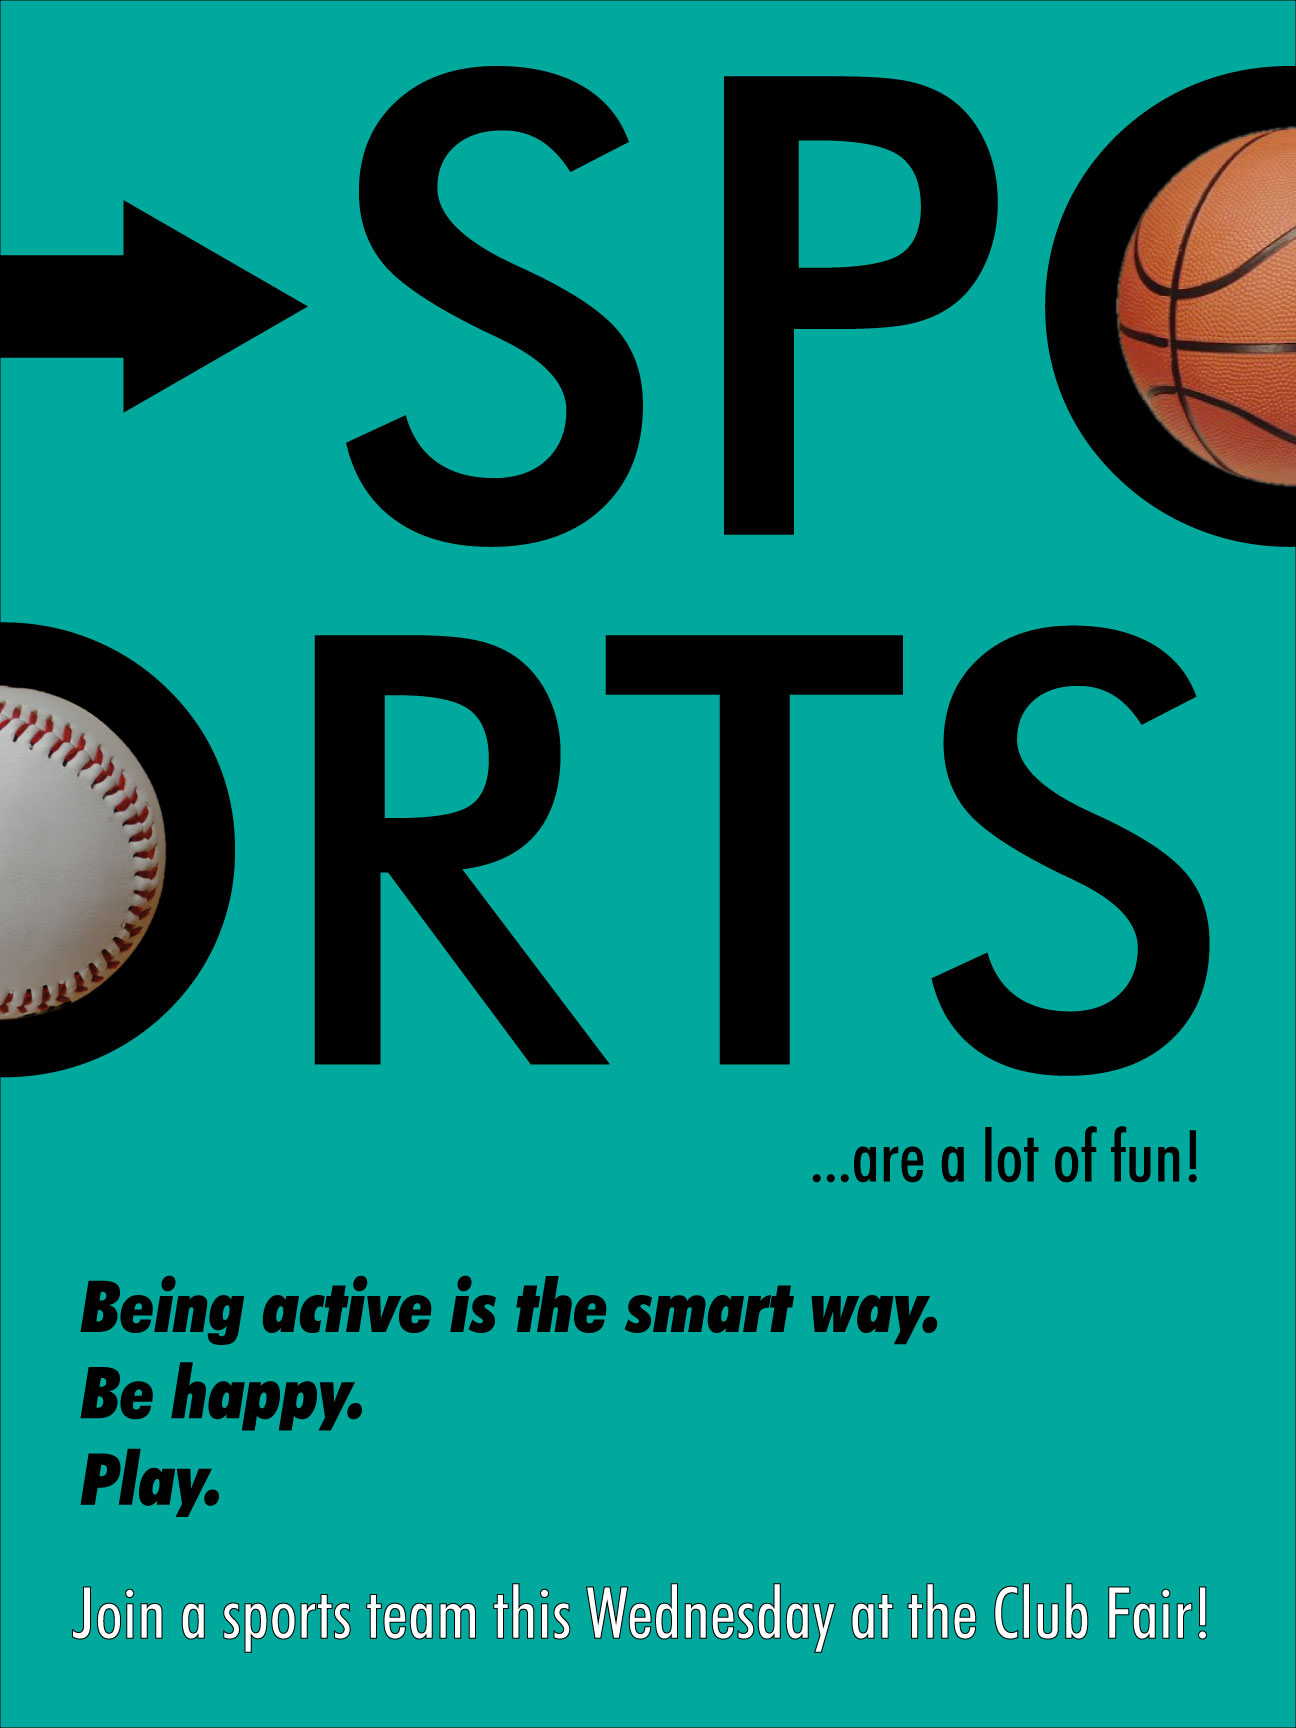 SPO
ORTS
...are a lot of fun!
Being active is the smart way.
Be happy.
Play.
Join a sports team this Wednesday at the Club Fair!